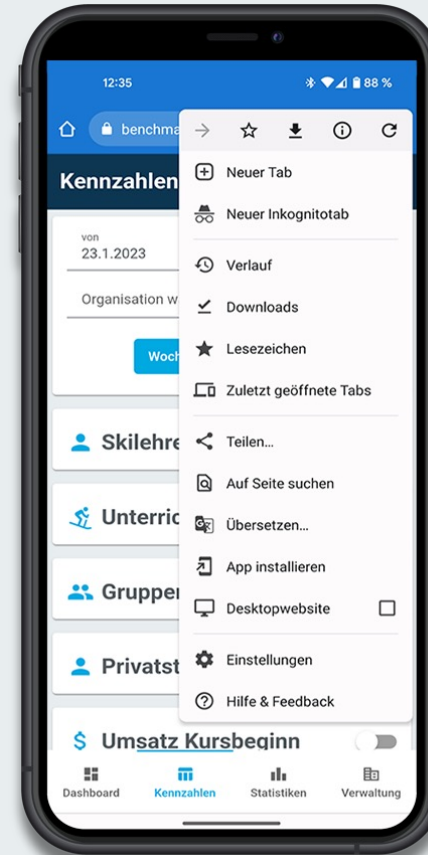 12:35
88 %
benchma
Kennzahlen
Neuer Tab
Neuer Inkognitotab
von
23.1.2023
Verlauf
Organisation w
Downloads
Woch
Lesezeichen
Zuletzt geöffnete Tabs
Skilehre
Teilen…
Auf Seite suchen
Unterric
Übersetzen…
App installieren
Gruppe
Desktopwebsite
Privatst
Einstellungen
Hilfe & Feedback
Umsatz Kursbeginn
Dashboard Kennzahlen Statistiken Verwaltung